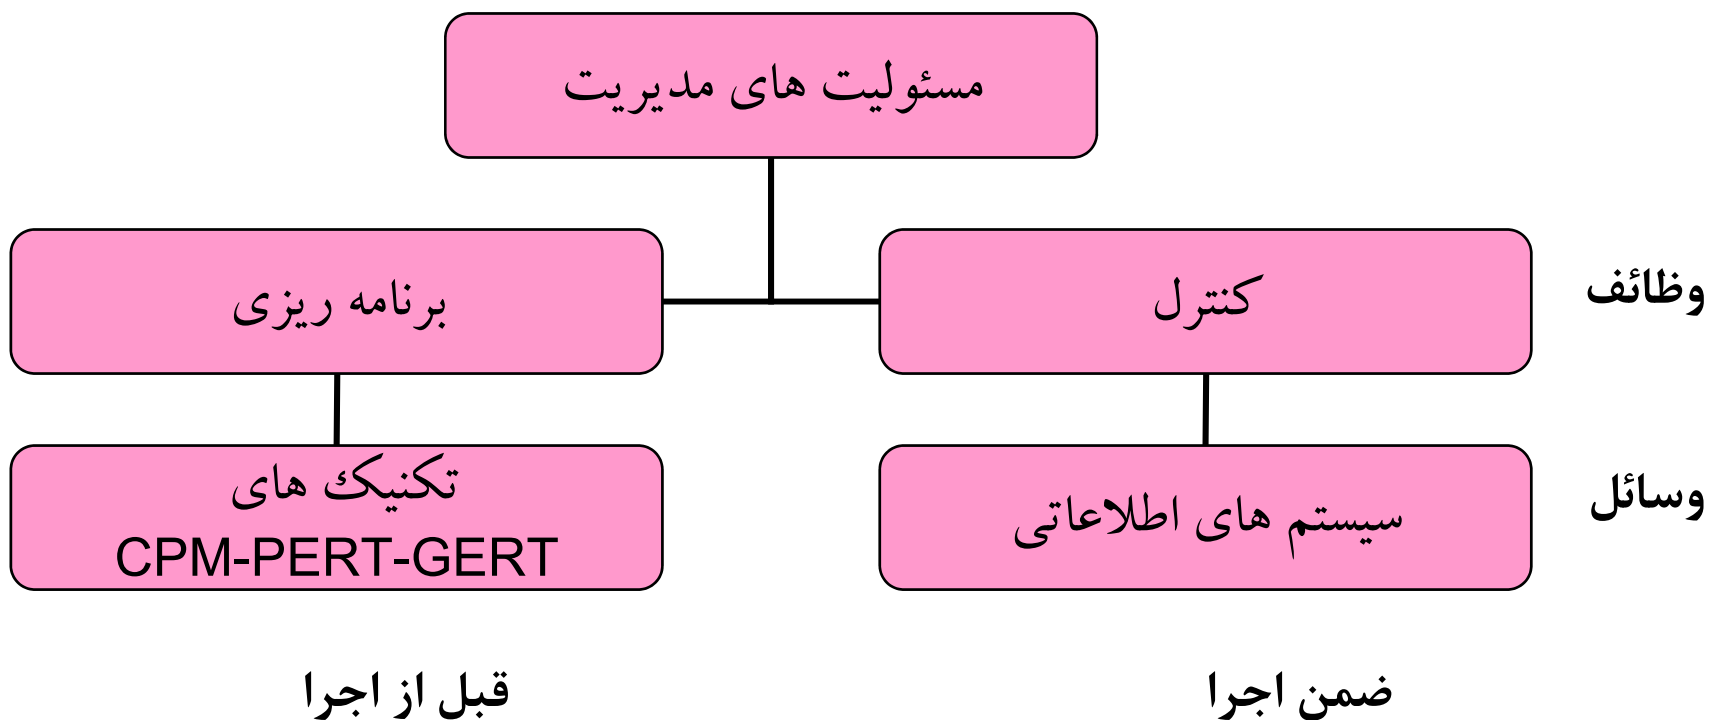 مسئولیت های مدیریت
وظائف
کنترل
برنامه ریزی
وسائل
سیستم های اطلاعاتی
تکنیک های
CPM-PERT-GERT
ضمن اجرا
قبل از اجرا